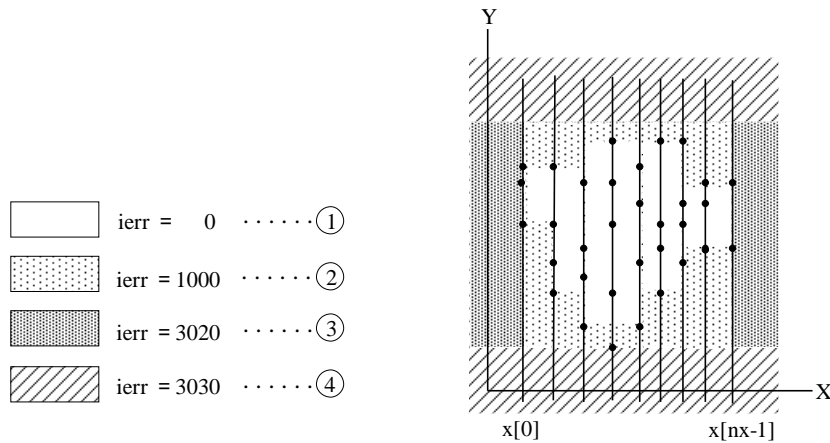 Y
ierr = 0 ······ ①
ierr = 1000 ······ ②
ierr = 3020 ······ ③
ierr = 3030 ······ ④
X
x[0] x[nx-1]